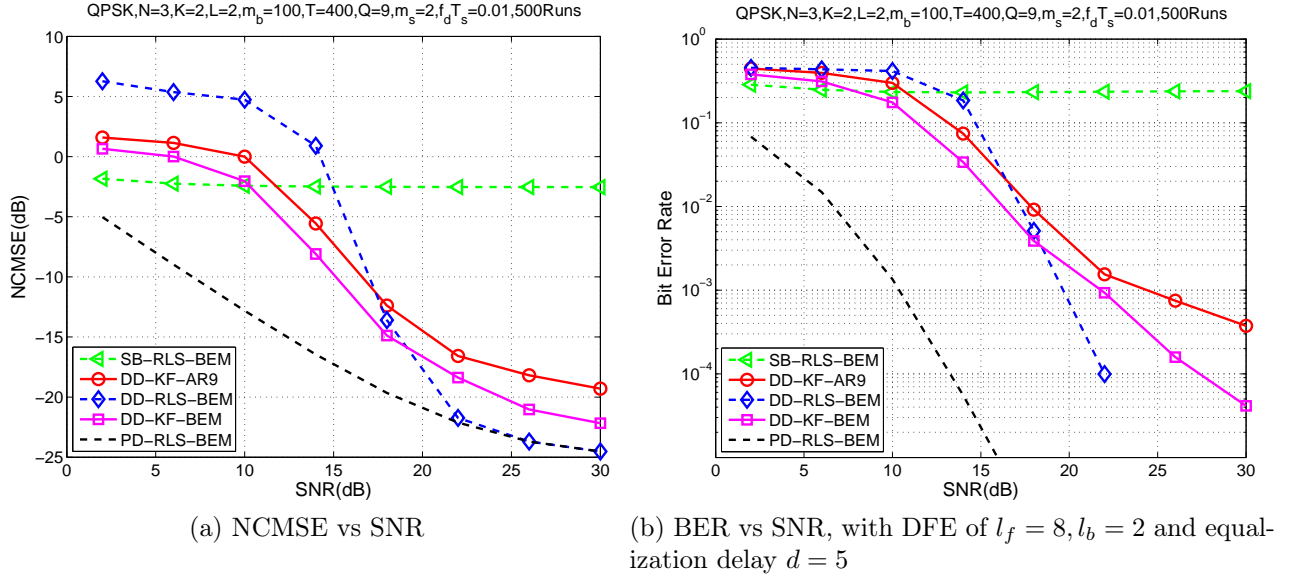 QPSK,N=3,K=2,L=2,m_b=100,T=400,Q=9,m_s=2,f_dT_s=0.01,500Runs
10
5
0
−5
−10
−15
−20
−25
NCMSE(dB)
SB−RLS−BEM
DD−KF−AR9
DD−RLS−BEM
DD−KF−BEM
PD−RLS−BEM
0 5 10 15 20 25 30
SNR(dB)
(a) NCMSE vs SNR
QPSK,N=3,K=2,L=2,m_b=100,T=400,Q=9,m_s=2,f_dT_s=0.01,500Runs
10^0
10^−1
10^−2
10^−3
10^−4
Bit Error Rate
SB−RLS−BEM
DD−KF−AR9
DD−RLS−BEM
DD−KF−BEM
PD−RLS−BEM
0 5 10 15 20 25 30
SNR(dB)
(b) BER vs SNR, with DFE of l_f = 8, l_b = 2 and equal-
ization delay d = 5